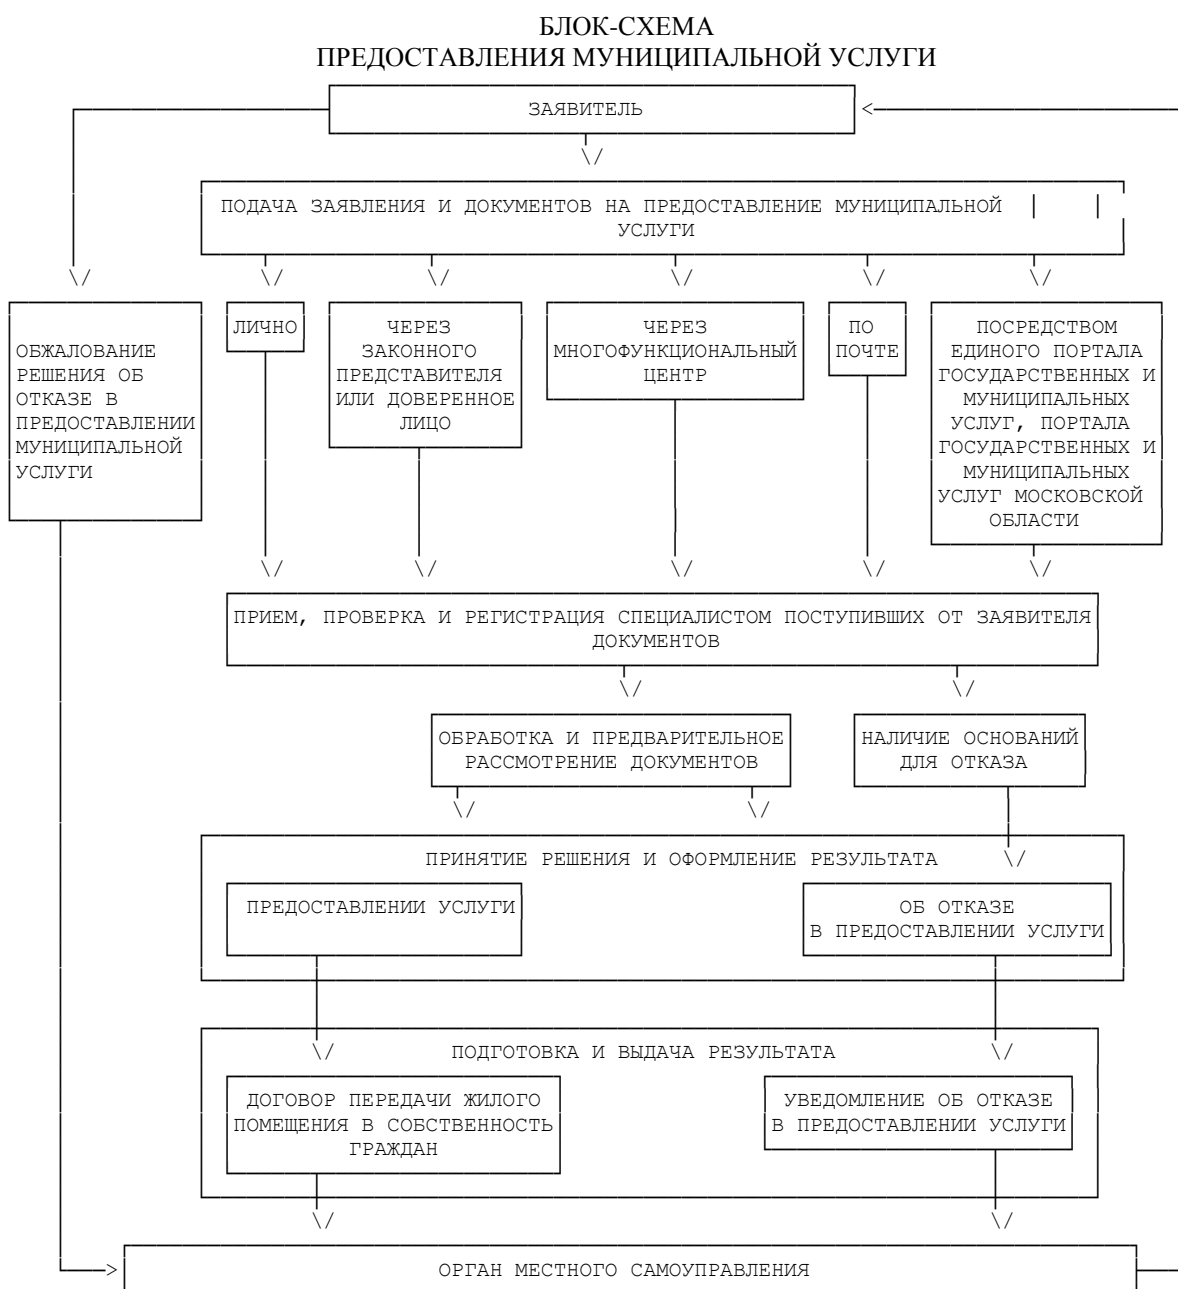 БЛОК-СХЕМА
ПРЕДОСТАВЛЕНИЯ МУНИЦИПАЛЬНОЙ УСЛУГИ
ЗАЯВИТЕЛЬ
ПОДАЧА ЗАЯВЛЕНИЯ И ДОКУМЕНТОВ НА ПРЕДОСТАВЛЕНИЕ МУНИЦИПАЛЬНОЙ
УСЛУГИ
ОБЖАЛОВАНИЕ
РЕШЕНИЯ ОБ
ОТКАЗЕ В
ПРЕДОСТАВЛЕНИИ
МУНИЦИПАЛЬНОЙ
УСЛУГИ
ЛИЧНО
ЧЕРЕЗ
ЗАКОННОГО
ПРЕДСТАВИТЕЛЯ
ИЛИ ДОВЕРЕННОЕ
ЛИЦО
ЧЕРЕЗ
МНОГОФУНКЦИОНАЛЬНЫЙ
ЦЕНТР
ПО
ПОЧТЕ
ПОСРЕДСТВОМ
ЕДИНОГО ПОРТАЛА
ГОСУДАРСТВЕННЫХ И
МУНИЦИПАЛЬНЫХ
УСЛУГ, ПОРТАЛА
ГОСУДАРСТВЕННЫХ И
МУНИЦИПАЛЬНЫХ
УСЛУГ МОСКОВСКОЙ
ОБЛАСТИ
ПРИЕМ, ПРОВЕРКА И РЕГИСТРАЦИЯ СПЕЦИАЛИСТОМ ПОСТУПИВШИХ ОТ ЗАЯВИТЕЛЯ
ДОКУМЕНТОВ
ОБРАБОТКА И ПРЕДВАРИТЕЛЬНОЕ
РАССМОТРЕНИЕ ДОКУМЕНТОВ
НАЛИЧИЕ ОСНОВАНИЙ
ДЛЯ ОТКАЗА
ПРИНЯТИЕ РЕШЕНИЯ И ОФОРМЛЕНИЕ РЕЗУЛЬТАТА
ПРЕДОСТАВЛЕНИИ УСЛУГИ
ОБ ОТКАЗЕ
В ПРЕДОСТАВЛЕНИИ УСЛУГИ
ПОДГОТОВКА И ВЫДАЧА РЕЗУЛЬТАТА
ДОГОВОР ПЕРЕДАЧИ ЖИЛОГО
ПОМЕЩЕНИЯ В СОБСТВЕННОСТЬ
ГРАЖДАН
УВЕДОМЛЕНИЕ ОБ ОТКАЗЕ
В ПРЕДОСТАВЛЕНИИ УСЛУГИ
ОРГАН МЕСТНОГО САМОУПРАВЛЕНИЯ